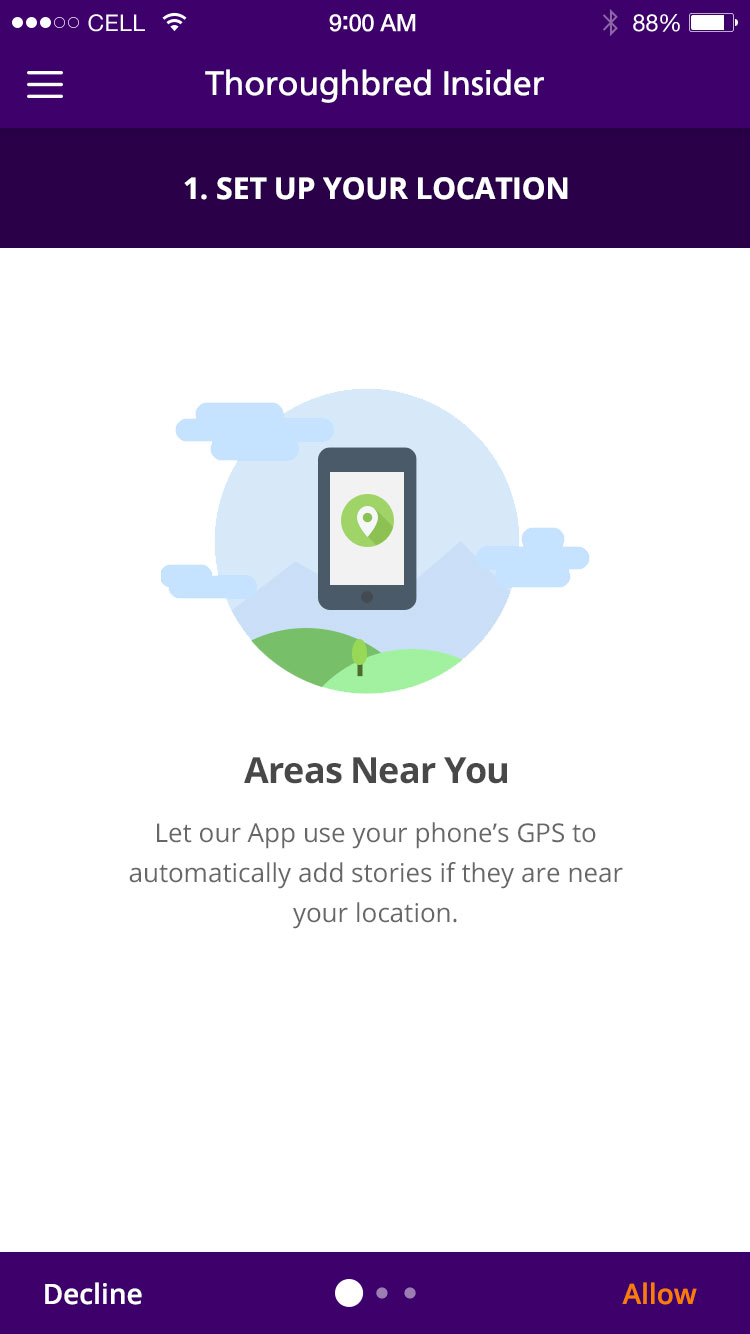 CELL 9:00 AM 88%
Thoroughbred Insider
1. SET UP YOUR LOCATION
Areas Near You
Let our App use your phone’s GPS to
automatically add stories if they are near
your location.
Decline Allow